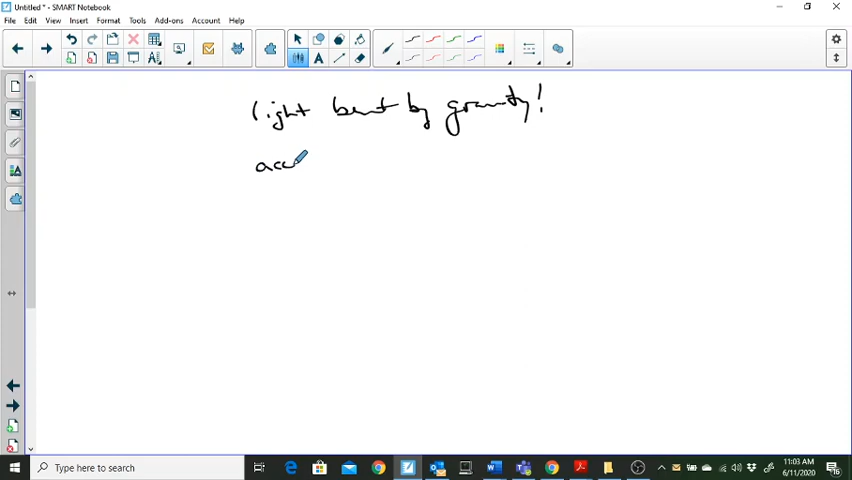 Untitled * - SMART Notebook
File Edit View Insert Format Tools Add-ons Account Help
light bent by gravity!
acc
Type here to search
11:03 AM
6/11/2020